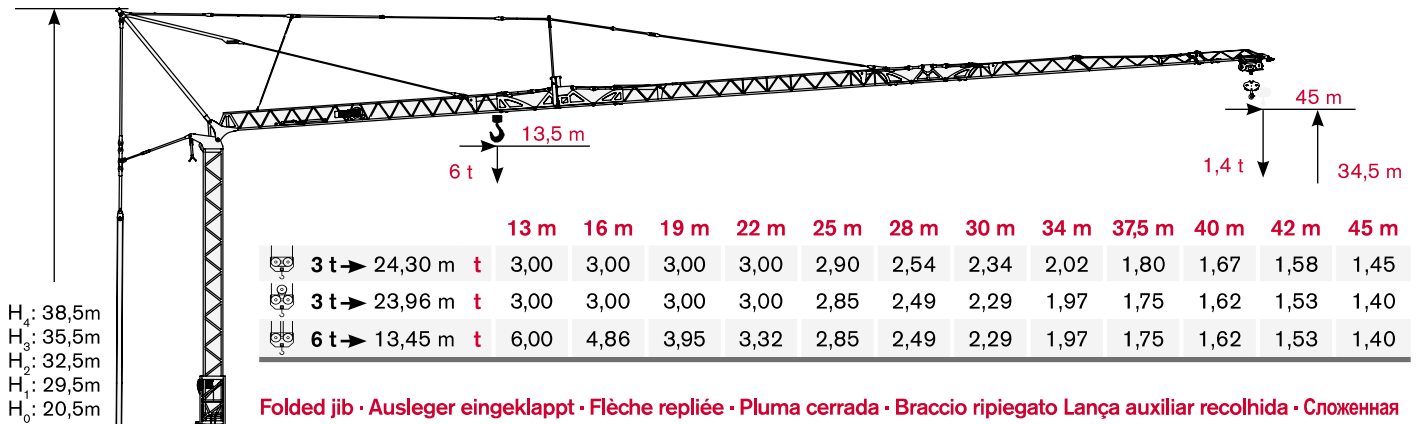 45 m
13,5 m
6 t
1,4 t
34,5 m
13 m 16 m 19 m 22 m 25 m 28 m 30 m 34 m 37,5 m 40 m 42 m 45 m
3 t 24,30 m t 3,00 3,00 3,00 3,00 2,90 2,54 2,34 2,02 1,80 1,67 1,58 1,45
3 t 23,96 m t 3,00 3,00 3,00 3,00 2,85 2,49 2,29 1,97 1,75 1,62 1,53 1,40
6 t 13,45 m t 6,00 4,86 3,95 3,32 2,85 2,49 2,29 1,97 1,75 1,62 1,53 1,40
H4: 38,5m
H3: 35,5m
H2: 32,5m
H1: 29,5m
H0: 20,5m
Folded jib · Ausleger eingeklappt · Flèche repliée · Pluma cerrada · Braccio ripiegato Lança auxiliar recolhida · Сложенная